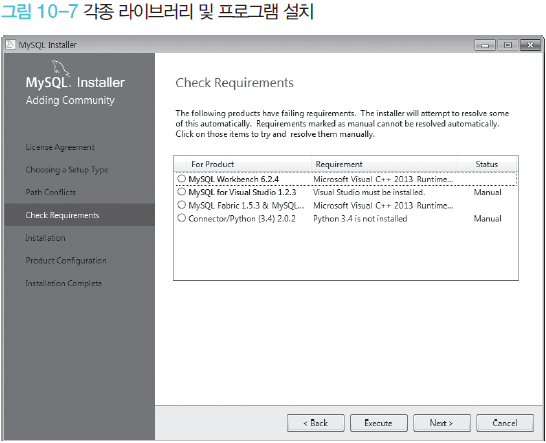 그림 10-7 각종 라이브러리 및 프로그램 설치
MySQL Installer
MySQL. Installer
Adding Community
License Agreement
Choosing a Setup Type
Path Conflicts
Check Requirements
Installation
Product Configuration
Installation Complete
Check Requirements
The following products have failing requirements. The installer will attempt to resolve some
of this automatically. Requirements marked as manual cannot be resolved automatically.
Click on those items to try and resolve them manually.
For Product Requirement Status
MySQL Workbench 6.2.4 Microsoft Visual C++ 2013 Runtime...
MySQL for Visual Studio 1.2.3 Visual Studio must be installed. Manual
MySQL Fabric 1.5.3 & MySQL... Microsoft Visual C++ 2013 Runtime...
Connector/Python (3.4) 2.0.2 Python 3.4 is not installed Manual
< Back Execute Next > Cancel